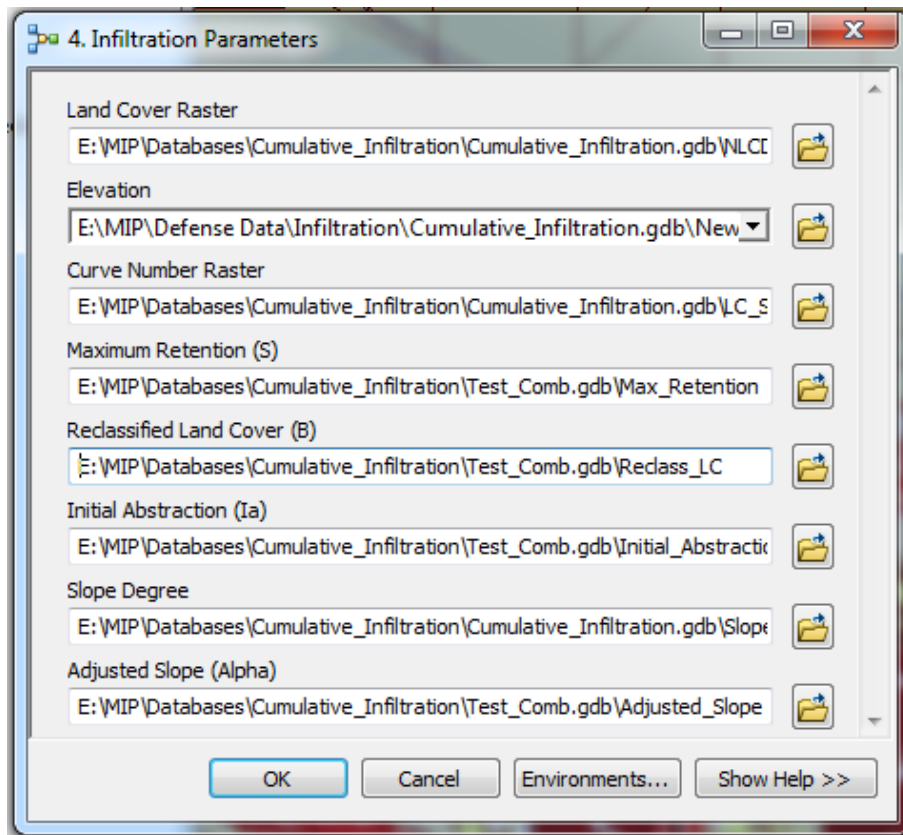 4. Infiltration Parameters
Land Cover Raster
E:\MIP\Databases\Cumulative_Infiltration\Cumulative_Infiltration.gdb\NLCD
Elevation
E:\MIP\Defense Data\Infiltration\Cumulative_Infiltration.gdb\New
Curve Number Raster
E:\MIP\Databases\Cumulative_Infiltration\Cumulative_Infiltration.gdb\LC_S
Maximum Retention (S)
E:\MIP\Databases\Cumulative_Infiltration\Test_Comb.gdb\Max_Retention
Reclassified Land Cover (B)
E:\MIP\Databases\Cumulative_Infiltration\Test_Comb.gdb\Reclass_LC
Initial Abstraction (Ia)
E:\MIP\Databases\Cumulative_Infiltration\Test_Comb.gdb\Initial_Abstractic
Slope Degree
E:\MIP\Databases\Cumulative_Infiltration\Cumulative_Infiltration.gdb\Slope
Adjusted Slope (Alpha)
E:\MIP\Databases\Cumulative_Infiltration\Test_Comb.gdb\Adjusted_Slope
OK Cancel Environments... Show Help >>